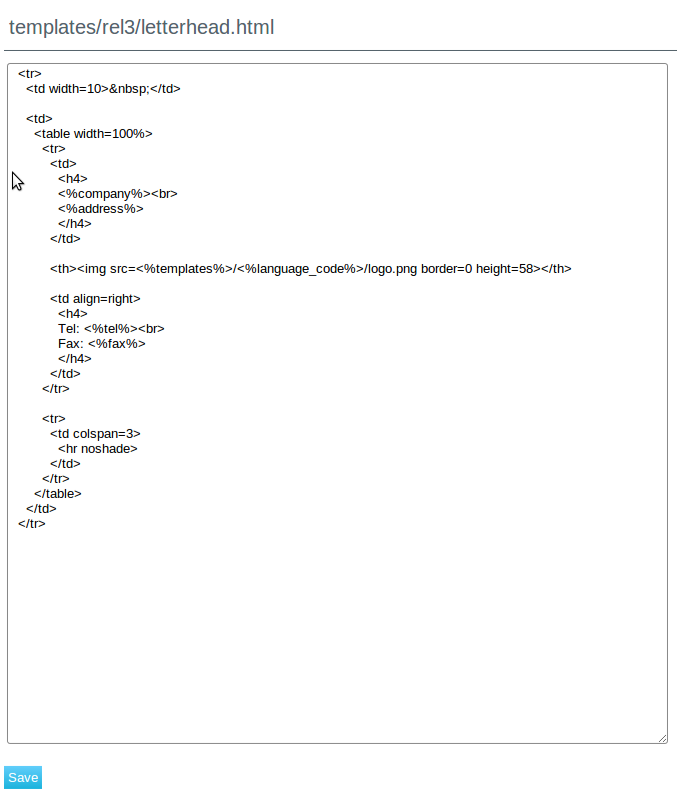 templates/rel3/letterhead.html
<tr>
<td width=10>&nbsp;</td>
<td>
<table width=100%>
<tr>
<td>
<h4>
<%company%><br>
<%address%>
</h4>
</td>
<th><img src=<%templates%>/<%language_code%>/logo.png border=0 height=58></th>
<td align=right>
<h4>
Tel: <%tel%><br>
Fax: <%fax%>
</h4>
</td>
</tr>
<tr>
<td colspan=3>
<hr noshade>
</td>
</tr>
</table>
</td>
</tr>
Save